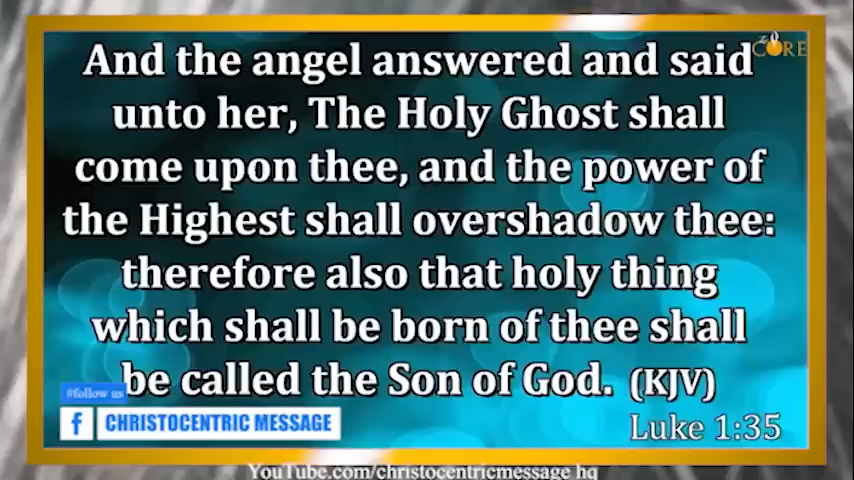 And the angel answered and said
unto her, The Holy Ghost shall
come upon thee, and the power of
the Highest shall overshadow thee:
therefore also that holy thing
which shall be born of thee shall
be called the Son of God. (KJV)
Luke 1:35
CORE
#follow us
f CHRISTOCENTRIC MESSAGE
YouTube.com/christocentricmessage hq